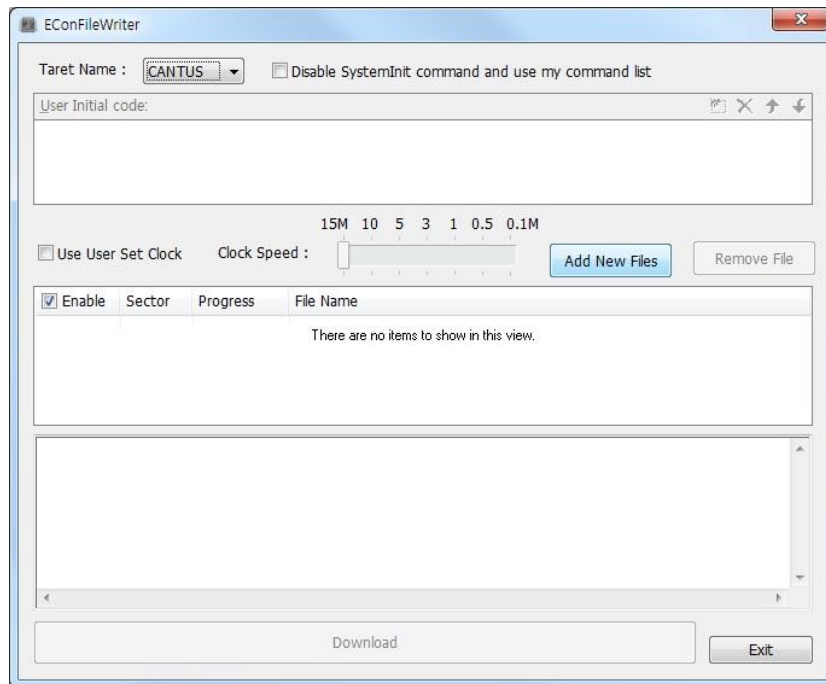 EConFileWriter
Taret Name : CANTUS Disable SystemInit command and use my command list
User Initial code:
15M 10 5 3 1 0.5 0.1M
Use User Set Clock Clock Speed : Add New Files Remove File
Enable Sector Progress File Name
There are no items to show in this view.
Download Exit